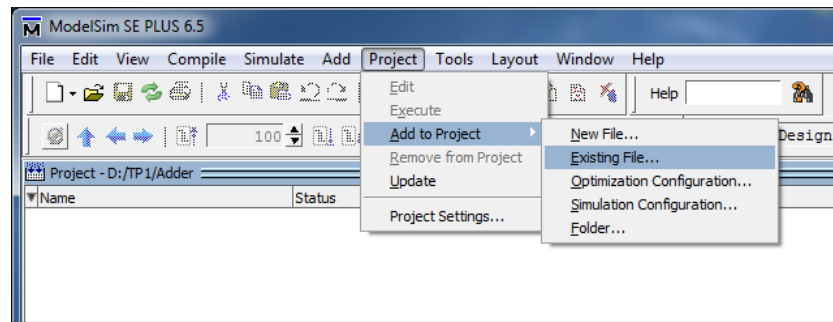 ModelSim SE PLUS 6.5
File Edit View Compile Simulate Add Project Tools Layout Window Help
Help
100
Design
Project - D:/TP1/Adder
Name Status
Edit
Execute
Add to Project
Remove from Project
Update
Project Settings...
New File...
Existing File...
Optimization Configuration...
Simulation Configuration...
Folder...